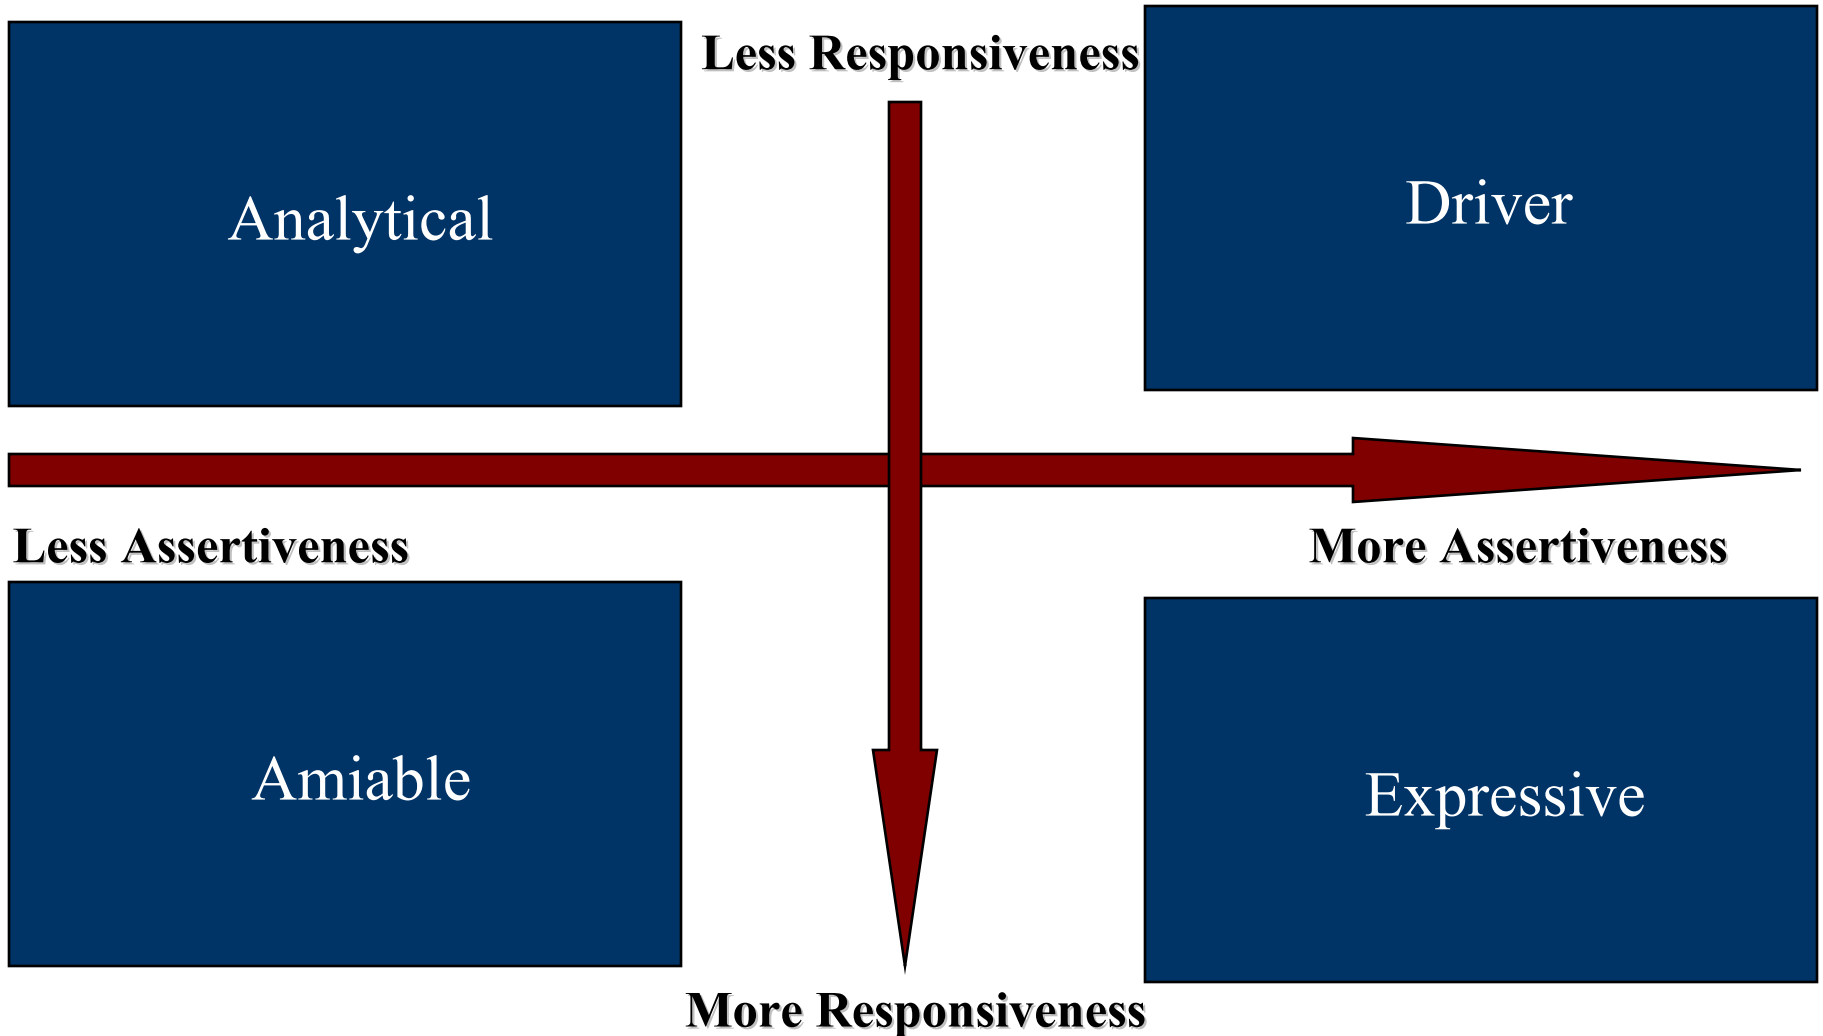 Less Responsiveness
Analytical
Driver
Less Assertiveness
More Assertiveness
Amiable
Expressive
More Responsiveness